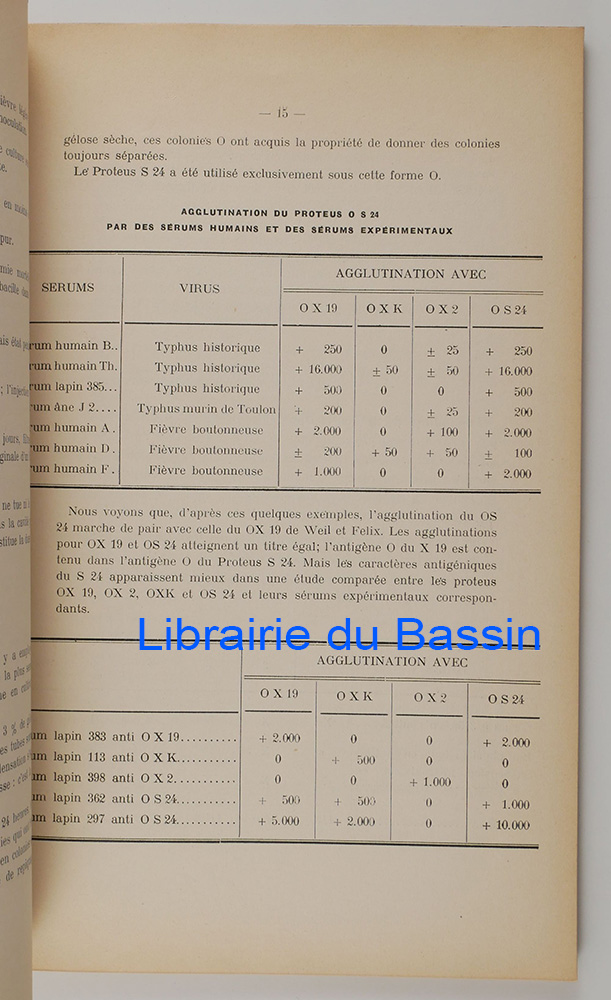 — 15 —
gélose sèche, ces colonies O ont acquis la propriété de donner des colonies
toujours séparées.
Le Proteus S 24 a été utilisé exclusivement sous cette forme O.
AGGLUTINATION DU PROTEUS O S 24
PAR DES SÉRUMS HUMAINS ET DES SÉRUMS EXPÉRIMENTAUX
SERUMS VIRUS AGGLUTINATION AVEC
O X 19 O X K O X 2 O S 24
rum humain B.. Typhus historique + 250 0 ± 25 + 250
rum humain Th. Typhus historique + 16.000 ± 50 ± 50 + 16.000
rum lapin 385... Typhus historique + 500 0 0 + 500
um âne J 2.... Typhus murin de Toulon + 200 0 ± 25 + 200
um humain A . Fièvre boutonneuse + 2.000 0 + 100 + 2.000
um humain D . Fièvre boutonneuse ± 200 + 50 + 50 ± 100
um humain F . Fièvre boutonneuse + 1.000 0 0 + 2.000
Nous voyons que, d'après ces quelques exemples, l'agglutination du OS
24 marche de pair avec celle du OX 19 de Weil et Felix. Les agglutinations
pour OX 19 et OS 24 atteignent un titre égal; l'antigène O du X 19 est con-
tenu dans l'antigène O du Proteus S 24. Mais les caractères antigéniques
du S 24 apparaissent mieux dans une étude comparée entre les proteus
OX 19, OX 2, OXK et OS 24 et leurs sérums expérimentaux correspon-
dants.
Librairie du Bassin
AGGLUTINATION AVEC
O X 19 O X K O X 2 O S 24
um lapin 383 anti O X 19.......... + 2.000 0 0 + 2.000
um lapin 113 anti O X K........... 0 + 500 0 0
um lapin 398 anti O X 2........... 0 0 + 1.000 0
um lapin 362 anti O S 24.......... + 500 + 500 0 + 1.000
um lapin 297 anti O S 24.......... + 5.000 + 2.000 0 + 10.000